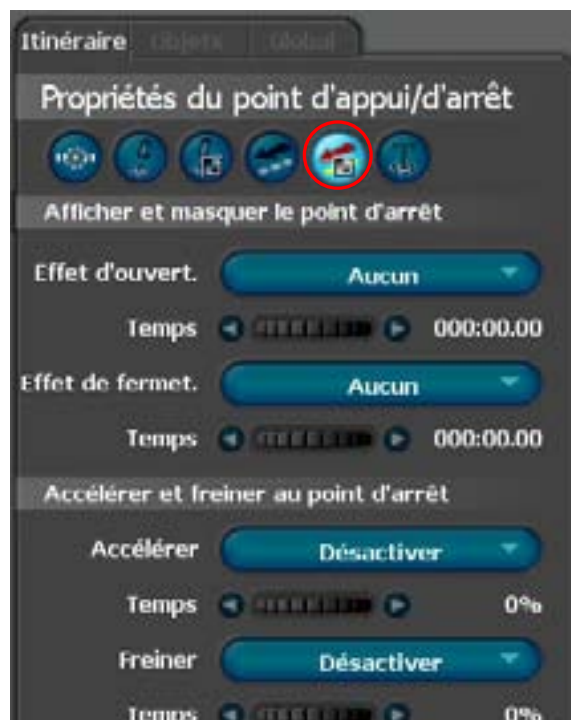 Itinéraire Objets Global
Propriétés du point d'appui/d'arrêt
Afficher et masquer le point d'arrêt
Effet d'ouvert. Aucun
Temps 000:00.00
Effet de fermet. Aucun
Temps 000:00.00
Accélérer et freiner au point d'arrêt
Accélérer Désactiver
Temps 0%
Freiner Désactiver
Temps 0%